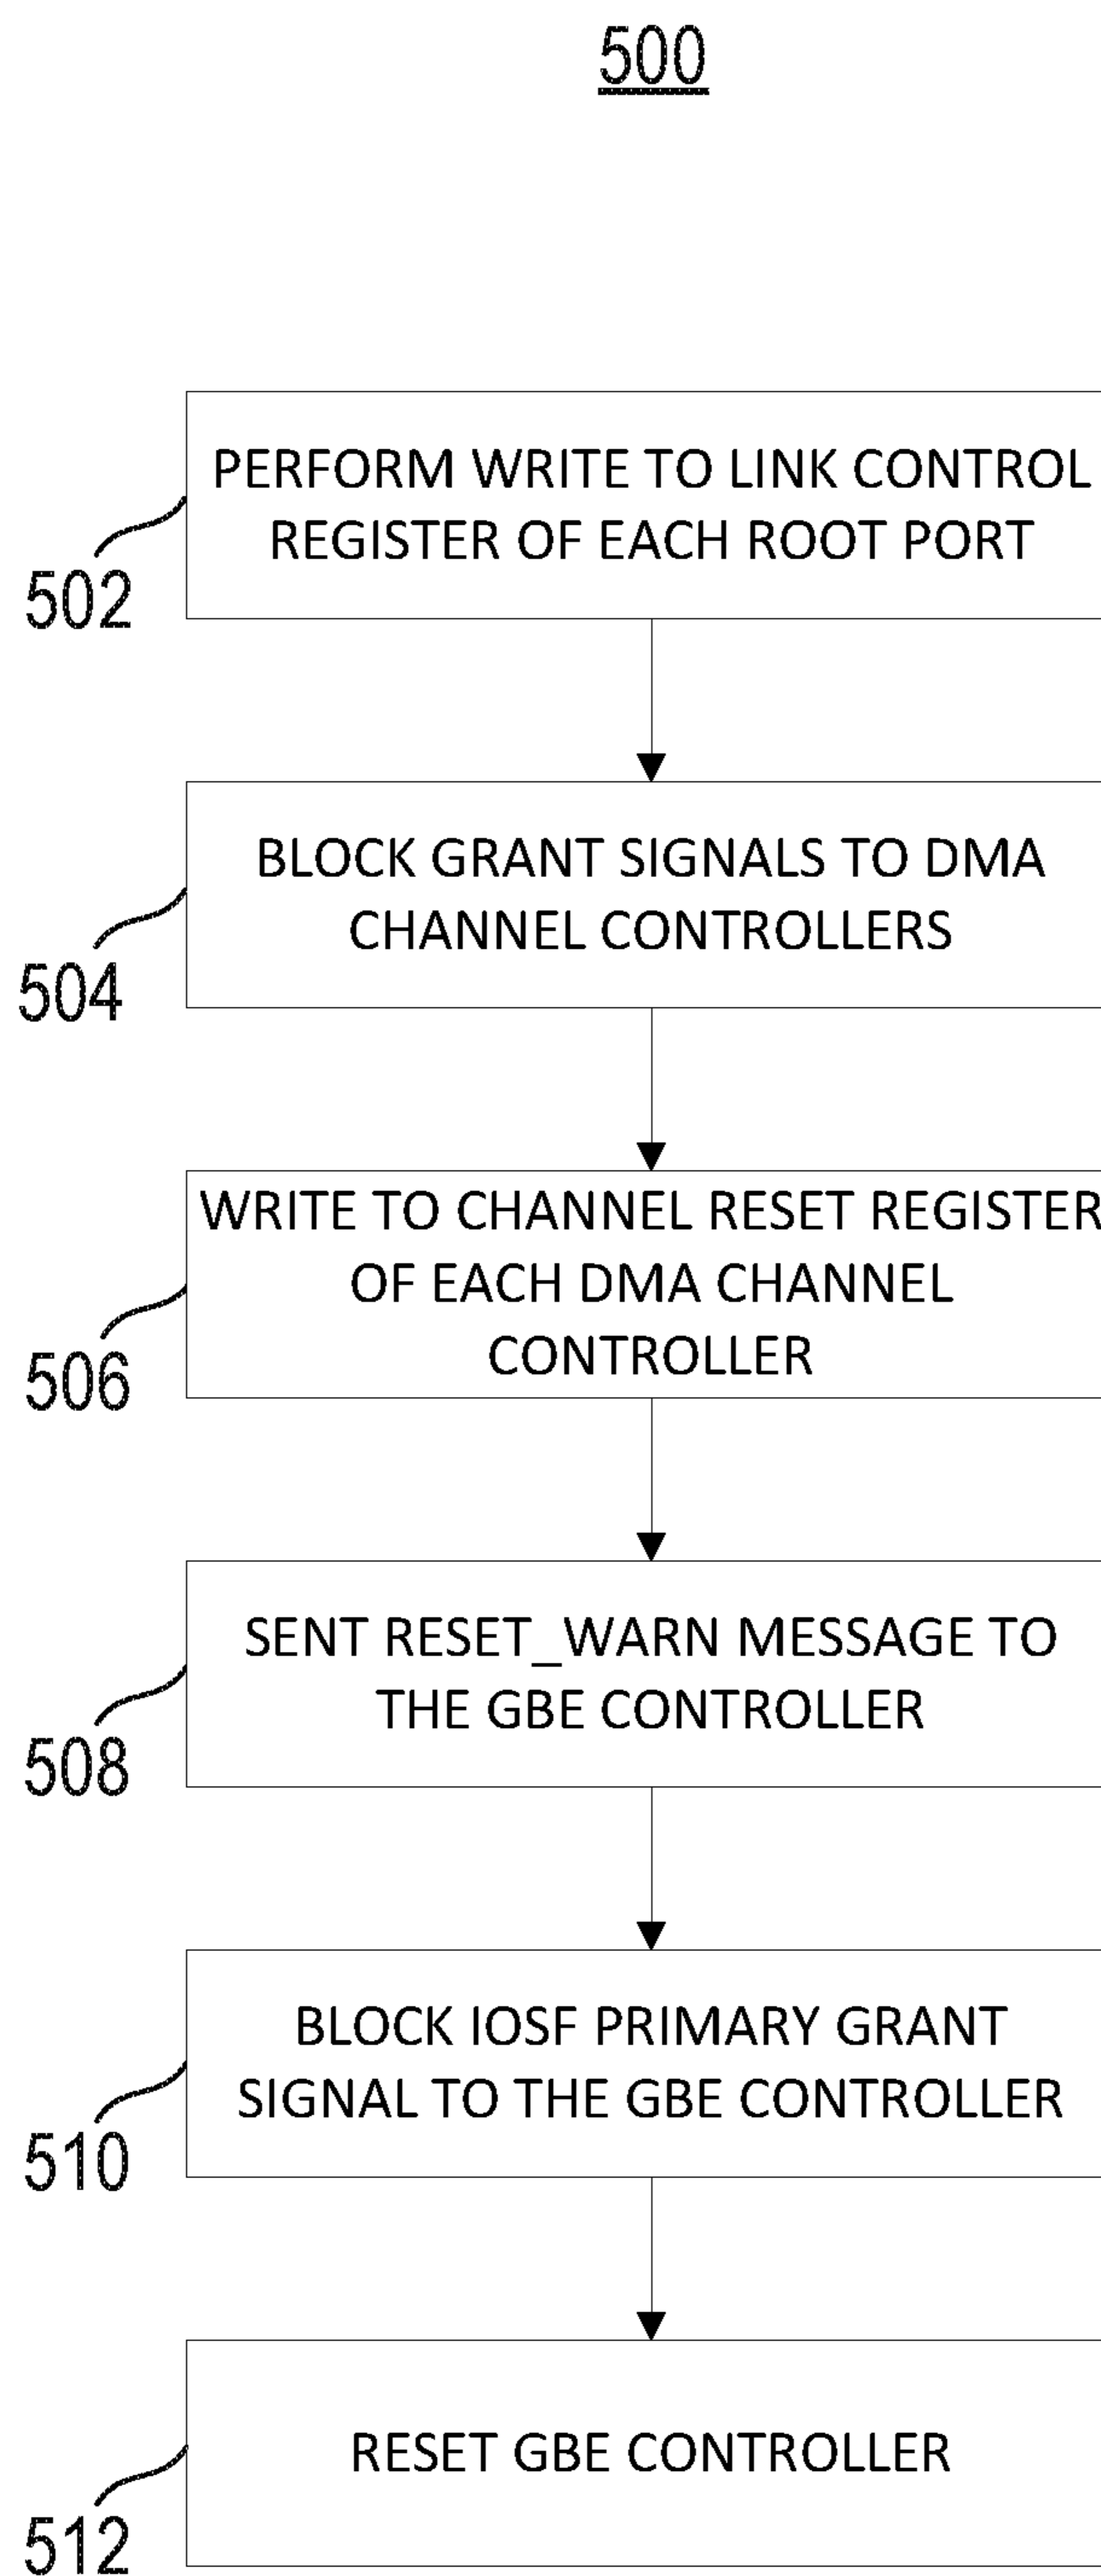 500
PERFORM WRITE TO LINK CONTROL
REGISTER OF EACH ROOT PORT
502
BLOCK GRANT SIGNALS TO DMA
CHANNEL CONTROLLERS
504
WRITE TO CHANNEL RESET REGISTER
OF EACH DMA CHANNEL
CONTROLLER
506
SENT RESET_WARN MESSAGE TO
THE GBE CONTROLLER
508
BLOCK IOSF PRIMARY GRANT
SIGNAL TO THE GBE CONTROLLER
510
RESET GBE CONTROLLER
512